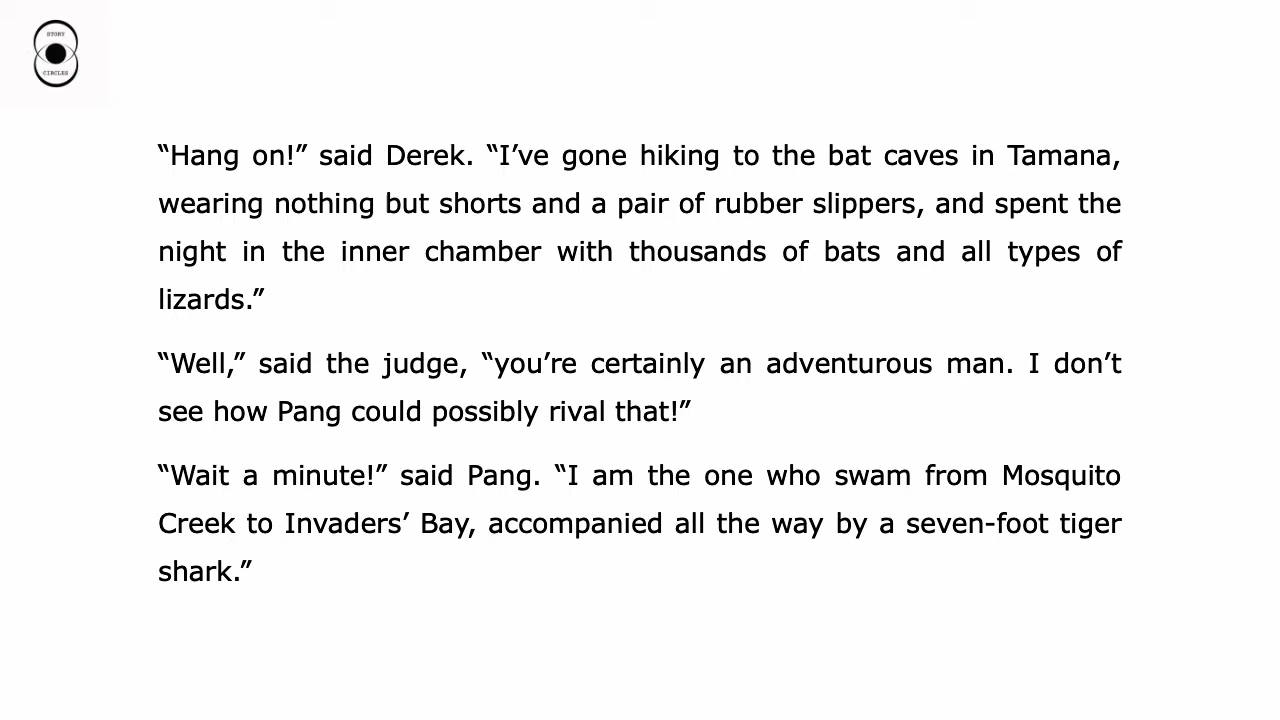 STORY
CIRCLES
“Hang on!” said Derek. “I’ve gone hiking to the bat caves in Tamana,
wearing nothing but shorts and a pair of rubber slippers, and spent the
night in the inner chamber with thousands of bats and all types of
lizards.”
“Well,” said the judge, “you’re certainly an adventurous man. I don’t
see how Pang could possibly rival that!”
“Wait a minute!” said Pang. “I am the one who swam from Mosquito
Creek to Invaders’ Bay, accompanied all the way by a seven-foot tiger
shark.”